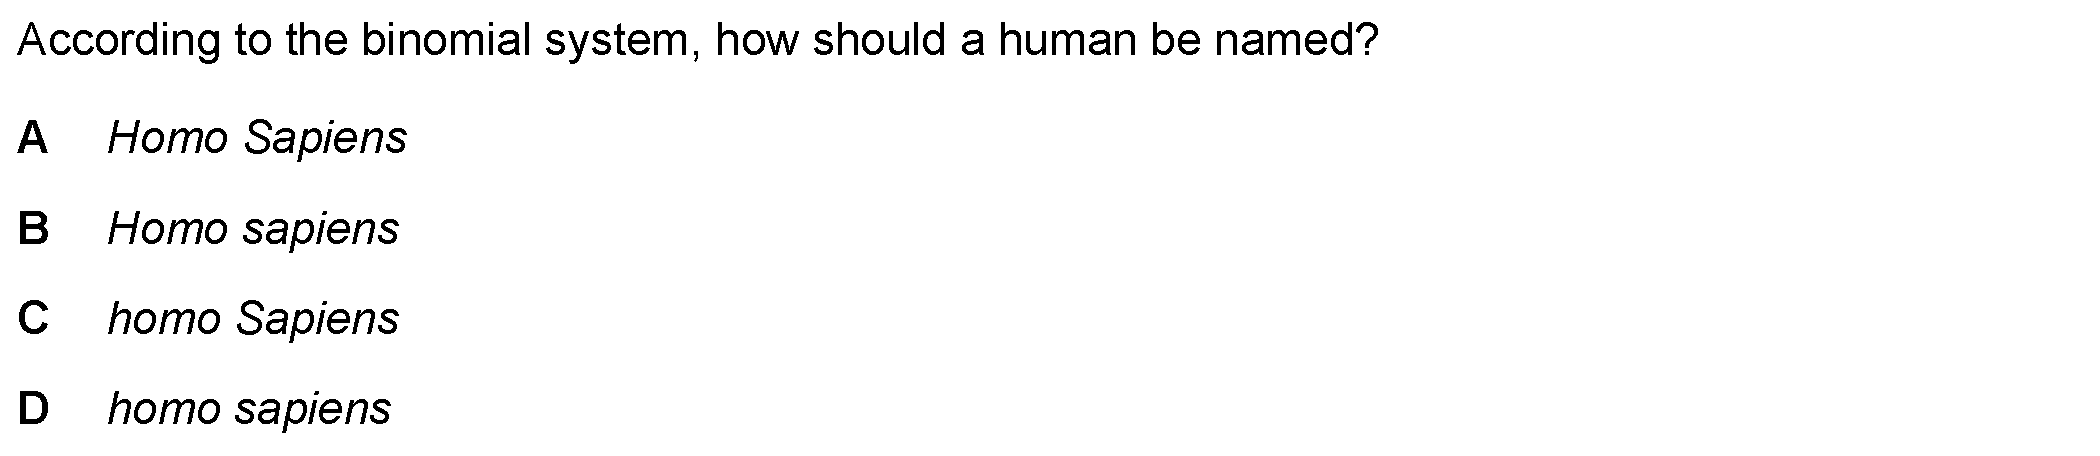 According to the binomial system, how should a human be named?
A Homo Sapiens
B Homo sapiens
C homo Sapiens
D homo sapiens